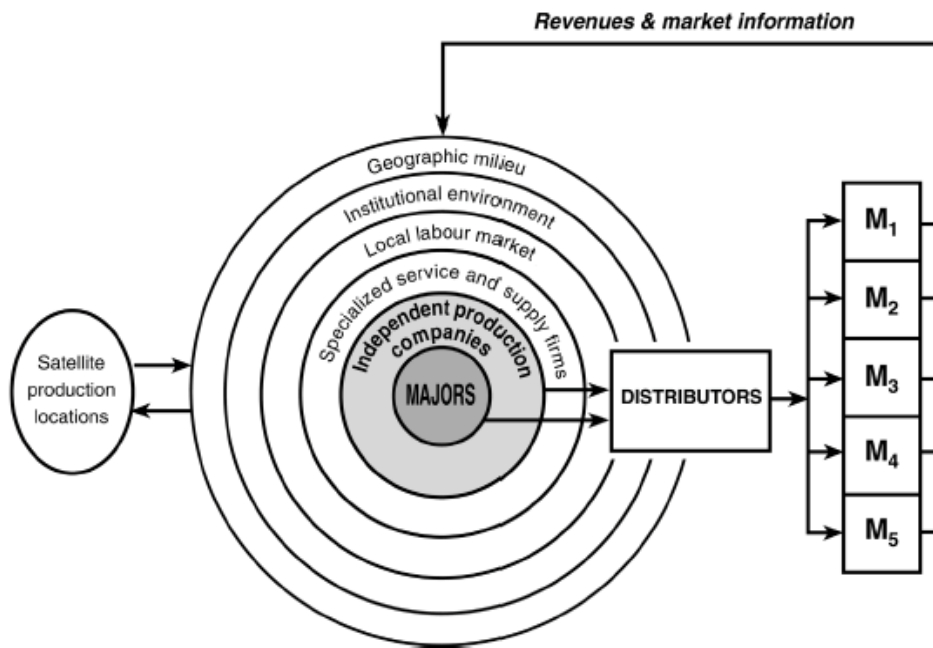 Revenues & market information
Geographic milieu
Institutional environment
Local labour market
Specialized service and supply firms
Independent production
companies
MAJORS
Satellite
production
locations
DISTRIBUTORS
M1
M2
M3
M4
M5